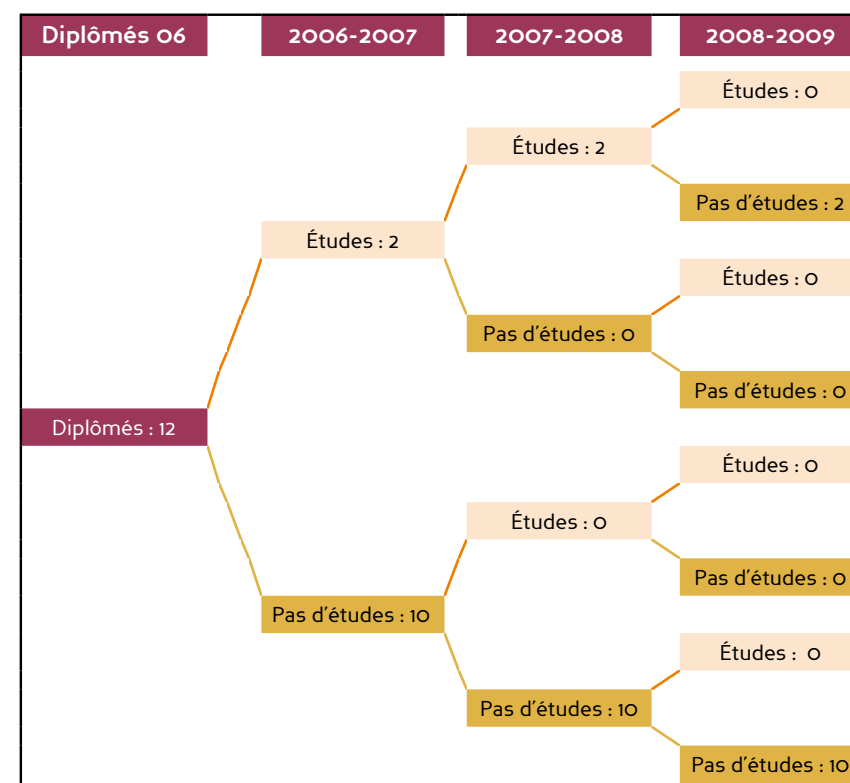 Diplômés 06 2006-2007 2007-2008 2008-2009
Études : 0
Études : 2
Pas d'études : 2
Études : 2
Études : 0
Pas d'études : 0
Pas d'études : 0
Diplômés : 12
Études : 0
Études : 0
Pas d'études : 0
Pas d'études : 10
Études : 0
Pas d'études : 10
Pas d'études : 10